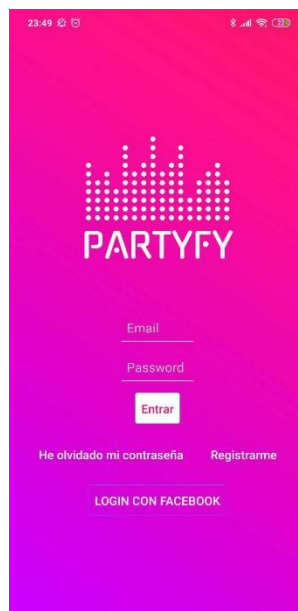 23:49
PARTYFY
Email
Password
Entrar
He olvidado mi contraseña Registrarme
LOGIN CON FACEBOOK